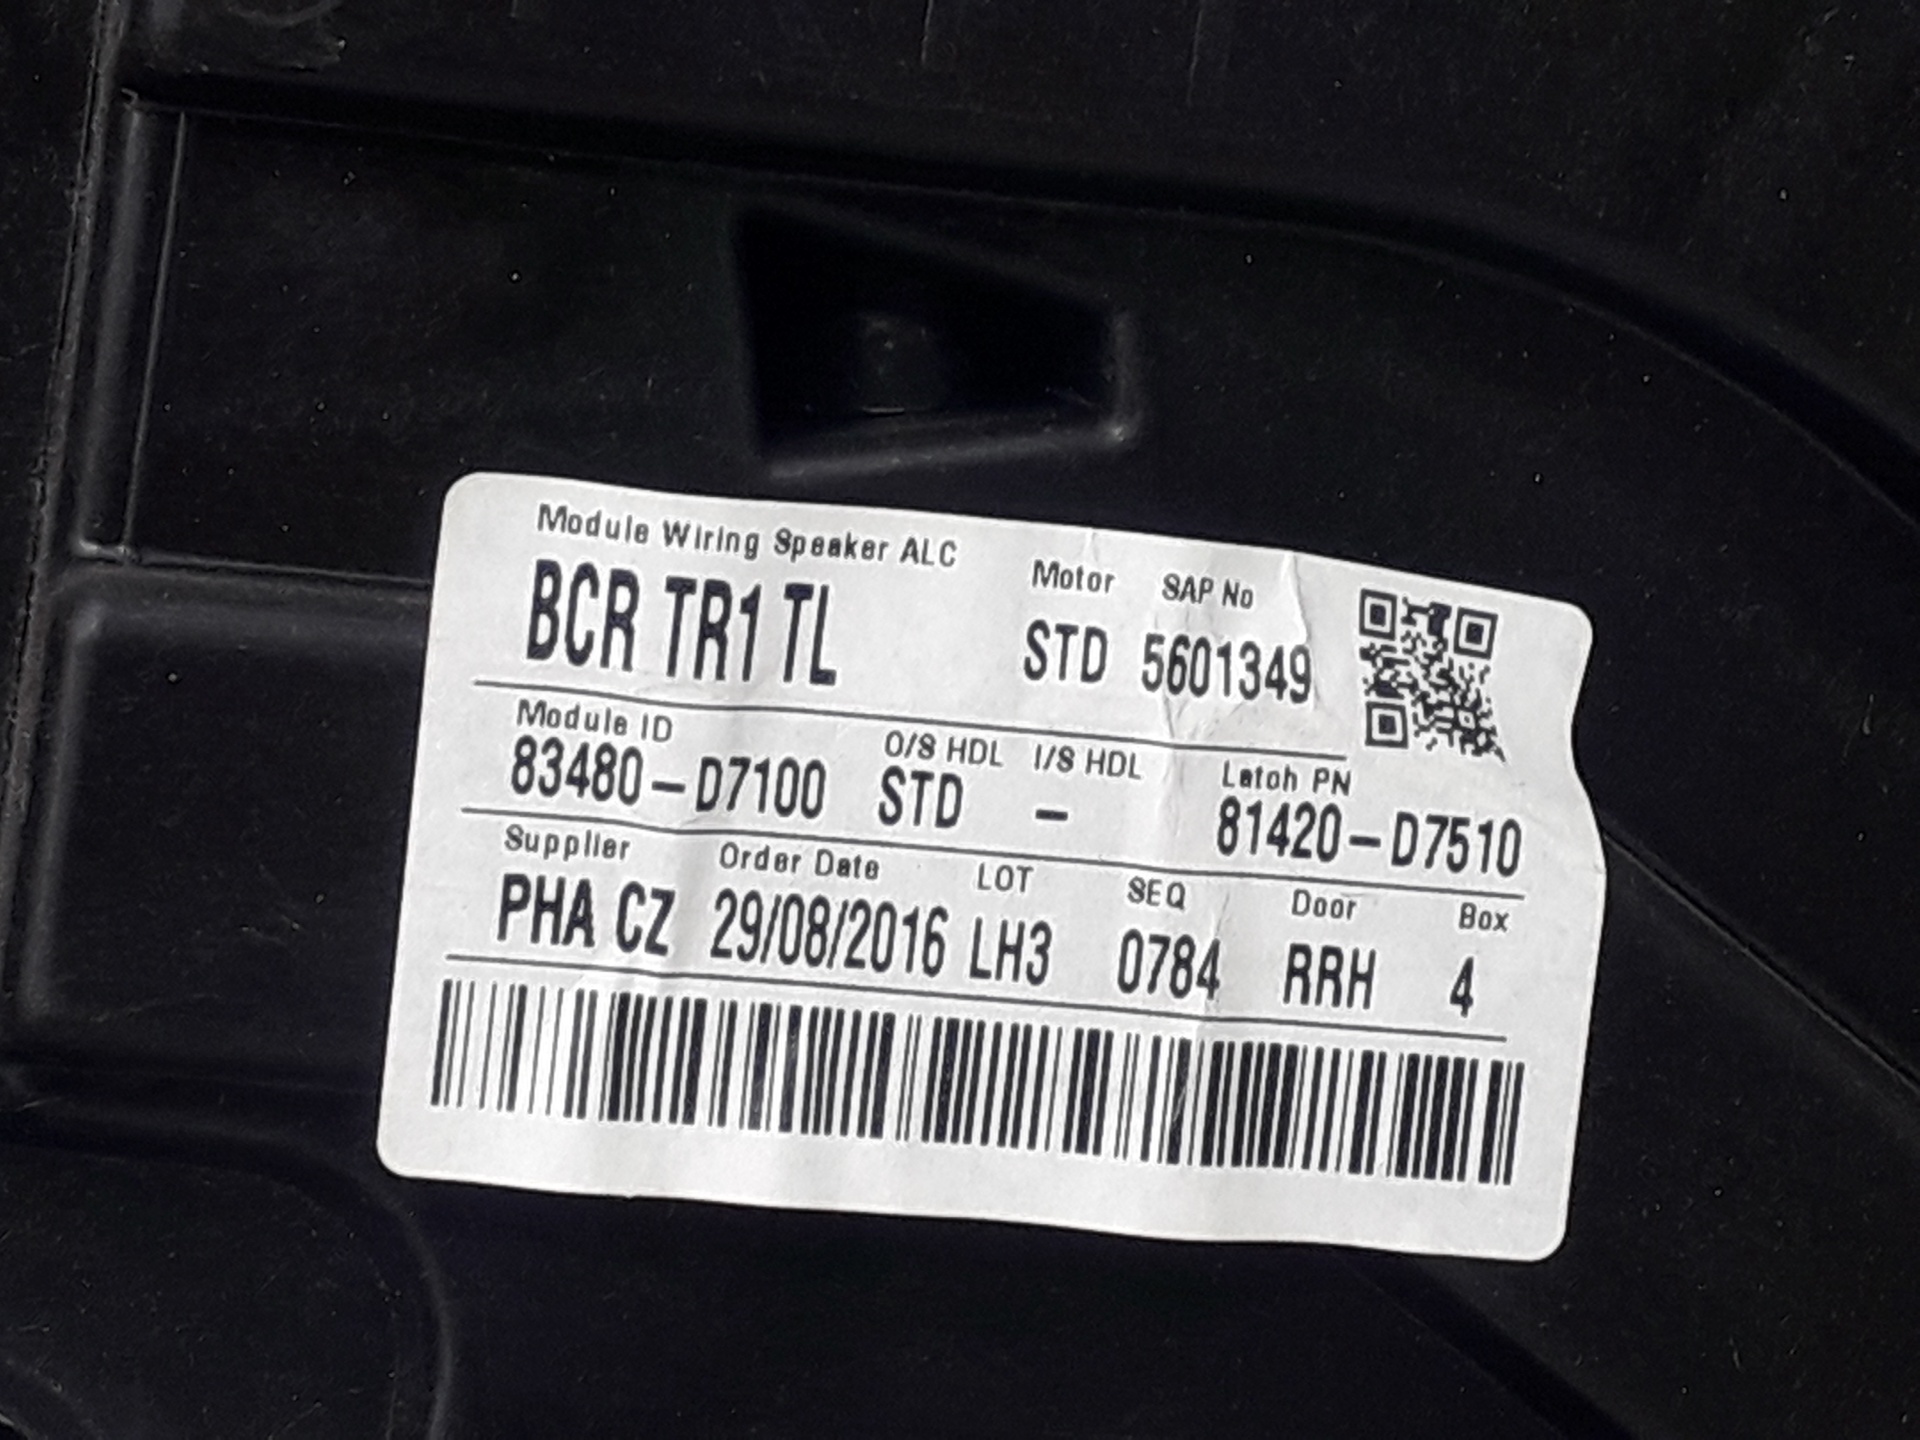 Module Wiring Speaker ALC Motor SAP No
BCR TR1 TL STD 5601349
Module ID O/S HDL I/S HDL Latch PN
83480-D7100 STD - 81420-D7510
Supplier Order Date LOT SEQ Door Box
PHA CZ 29/08/2016 LH3 0784 RRH 4